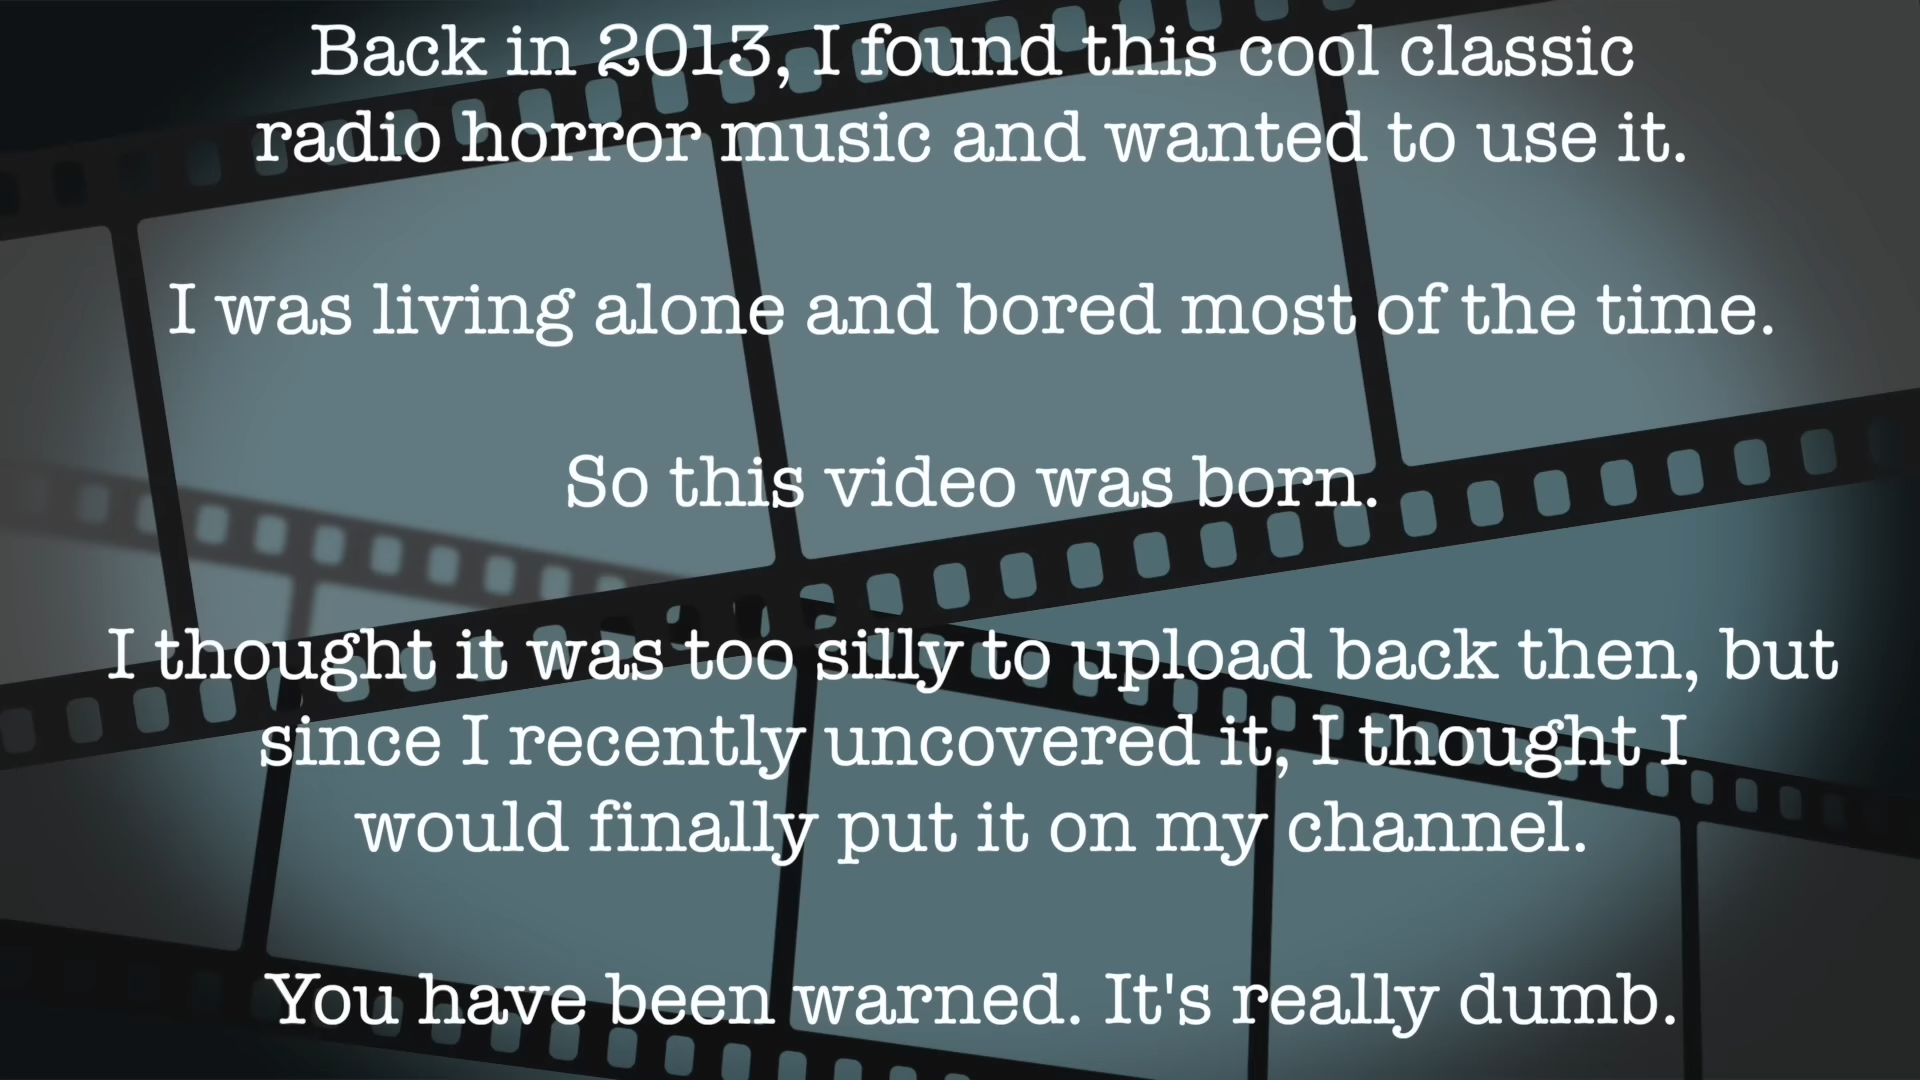 Back in 2013, I found this cool classic
radio horror music and wanted to use it.
I was living alone and bored most of the time.
So this video was born.
I thought it was too silly to upload back then, but
since I recently uncovered it, I thought I
would finally put it on my channel.
You have been warned. It's really dumb.